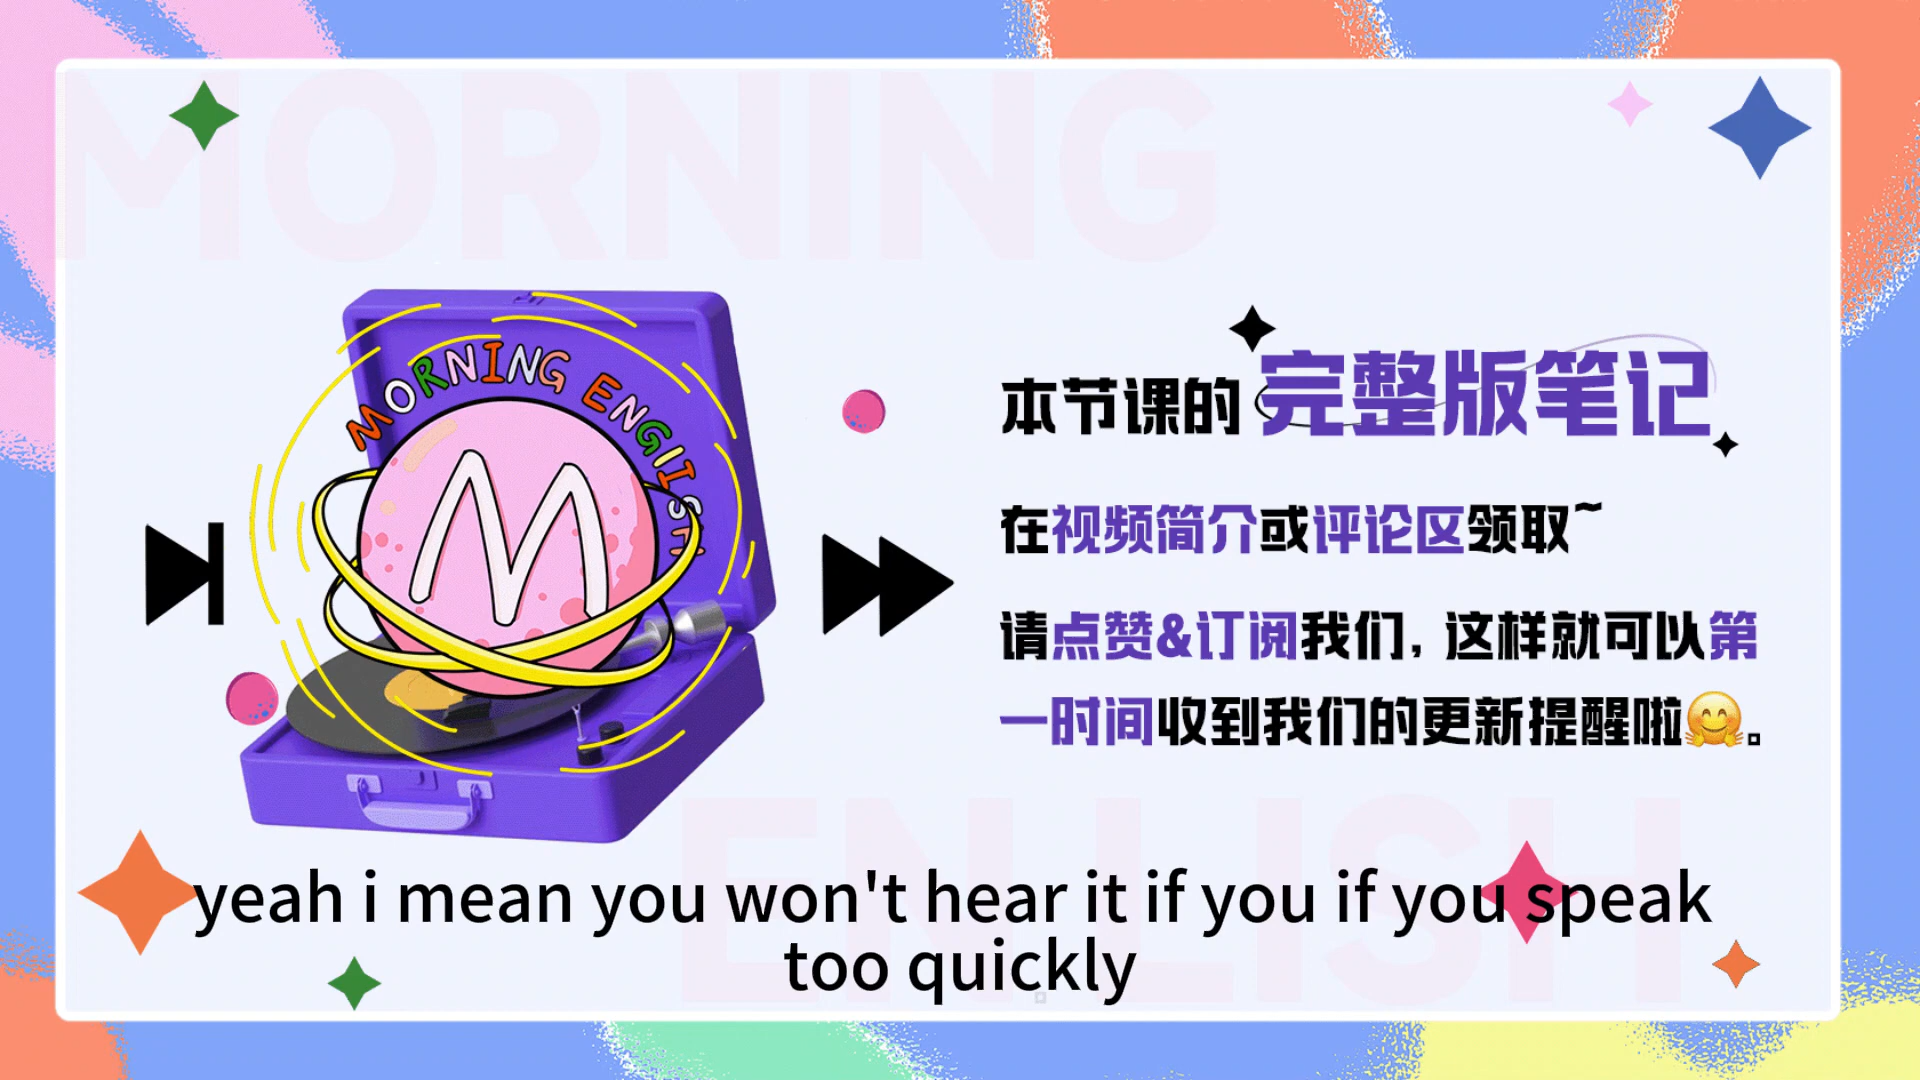 MORNING
MORNING ENGLISH
M
本节课的完整版笔记
在视频简介或评论区领取~
请点赞&订阅我们，这样就可以第
一时间收到我们的更新提醒啦🤗。
ENGLISH
yeah i mean you won't hear it if you if you speak
too quickly